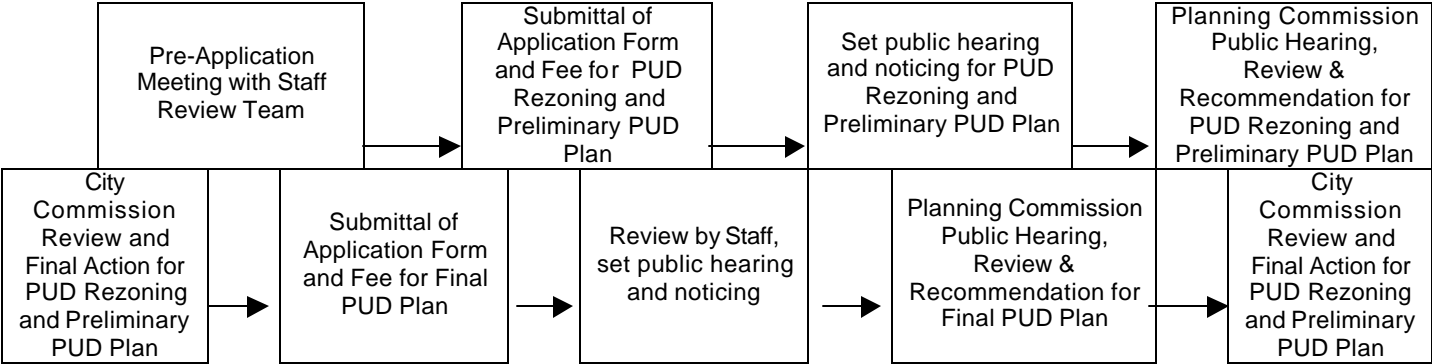 Pre-Application
Meeting with Staff
Review Team
Submittal of
Application Form
and Fee for PUD
Rezoning and
Preliminary PUD
Plan
Set public hearing
and noticing for PUD
Rezoning and
Preliminary PUD Plan
Planning Commission
Public Hearing,
Review &
Recommendation for
PUD Rezoning and
Preliminary PUD Plan
City
Commission
Review and
Final Action for
PUD Rezoning
and Preliminary
PUD Plan
Submittal of
Application Form
and Fee for Final
PUD Plan
Review by Staff,
set public hearing
and noticing
Planning Commission
Public Hearing,
Review &
Recommendation for
Final PUD Plan
City
Commission
Review and
Final Action for
PUD Rezoning
and Preliminary
PUD Plan